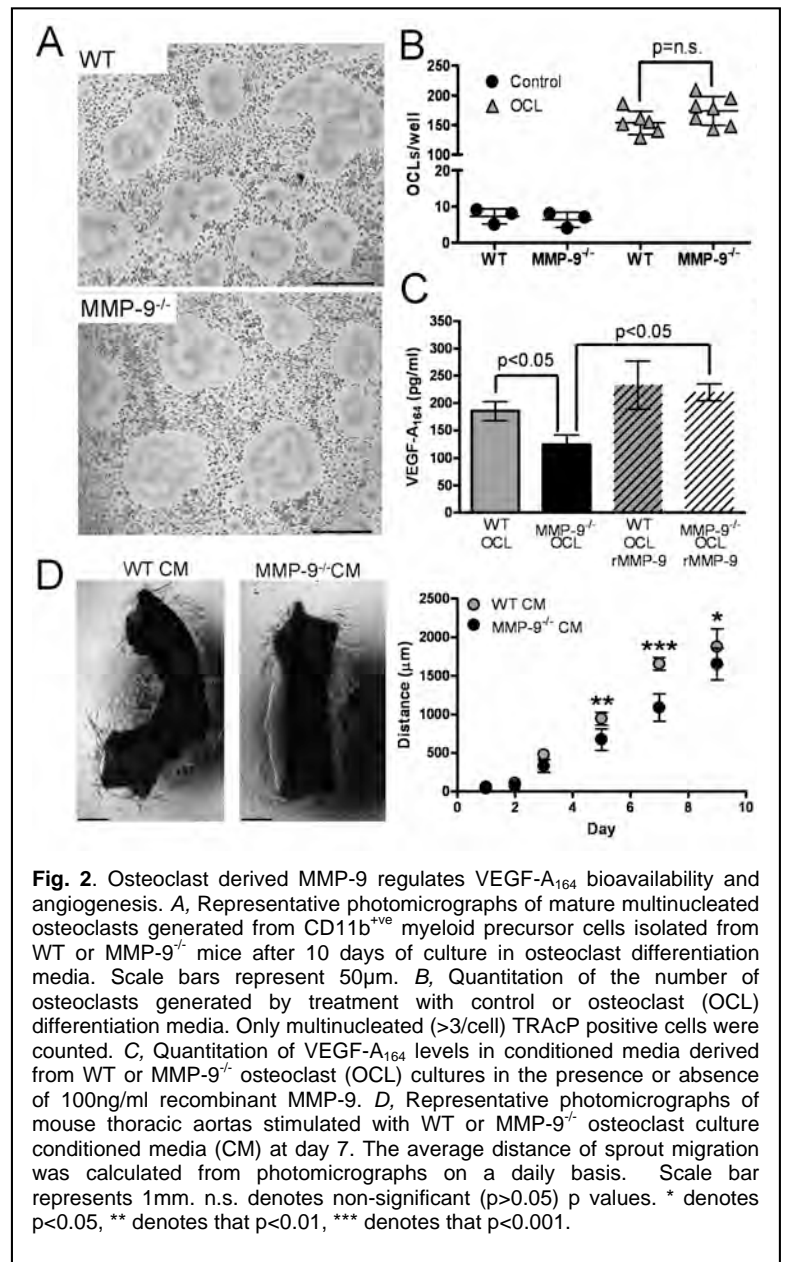 A
WT
MMP-9-/-
B
p=n.s.
Control
OCL
OCLs/well
250
200
150
100
20
10
0
WT MMP-9-/- WT MMP-9-/-
C
p<0.05
p<0.05
VEGF-A164 (pg/ml)
350
300
250
200
150
100
50
0
WT OCL
MMP-9-/- OCL
WT OCL rMMP-9
MMP-9-/- OCL rMMP-9
D
WT CM
MMP-9-/-CM
WT CM
MMP-9-/- CM
**
***
*
Distance (µm)
2500
2000
1500
1000
500
0
0 2 4 6 8 10
Day
Fig. 2. Osteoclast derived MMP-9 regulates VEGF-A164 bioavailability and
angiogenesis. A, Representative photomicrographs of mature multinucleated
osteoclasts generated from CD11b+ve myeloid precursor cells isolated from
WT or MMP-9-/- mice after 10 days of culture in osteoclast differentiation
media. Scale bars represent 50µm. B, Quantitation of the number of
osteoclasts generated by treatment with control or osteoclast (OCL)
differentiation media. Only multinucleated (>3/cell) TRAcP positive cells were
counted. C, Quantitation of VEGF-A164 levels in conditioned media derived
from WT or MMP-9-/- osteoclast (OCL) cultures in the presence or absence
of 100ng/ml recombinant MMP-9. D, Representative photomicrographs of
mouse thoracic aortas stimulated with WT or MMP-9-/- osteoclast culture
conditioned media (CM) at day 7. The average distance of sprout migration
was calculated from photomicrographs on a daily basis. Scale bar
represents 1mm. n.s. denotes non-significant (p>0.05) p values. * denotes
p<0.05, ** denotes that p<0.01, *** denotes that p<0.001.